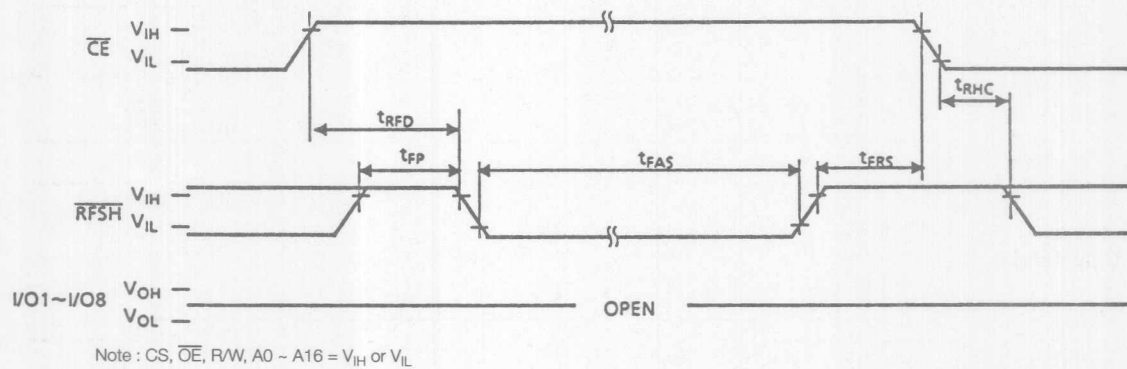 CE
VIH
VIL
tRHC
tRFD
tFP
tFAS
tFRS
RFSH
VIH
VIL
I/O1~I/O8
VOH
VOL
OPEN
Note : CS, OE, R/W, A0 ~ A16 = VIH or VIL